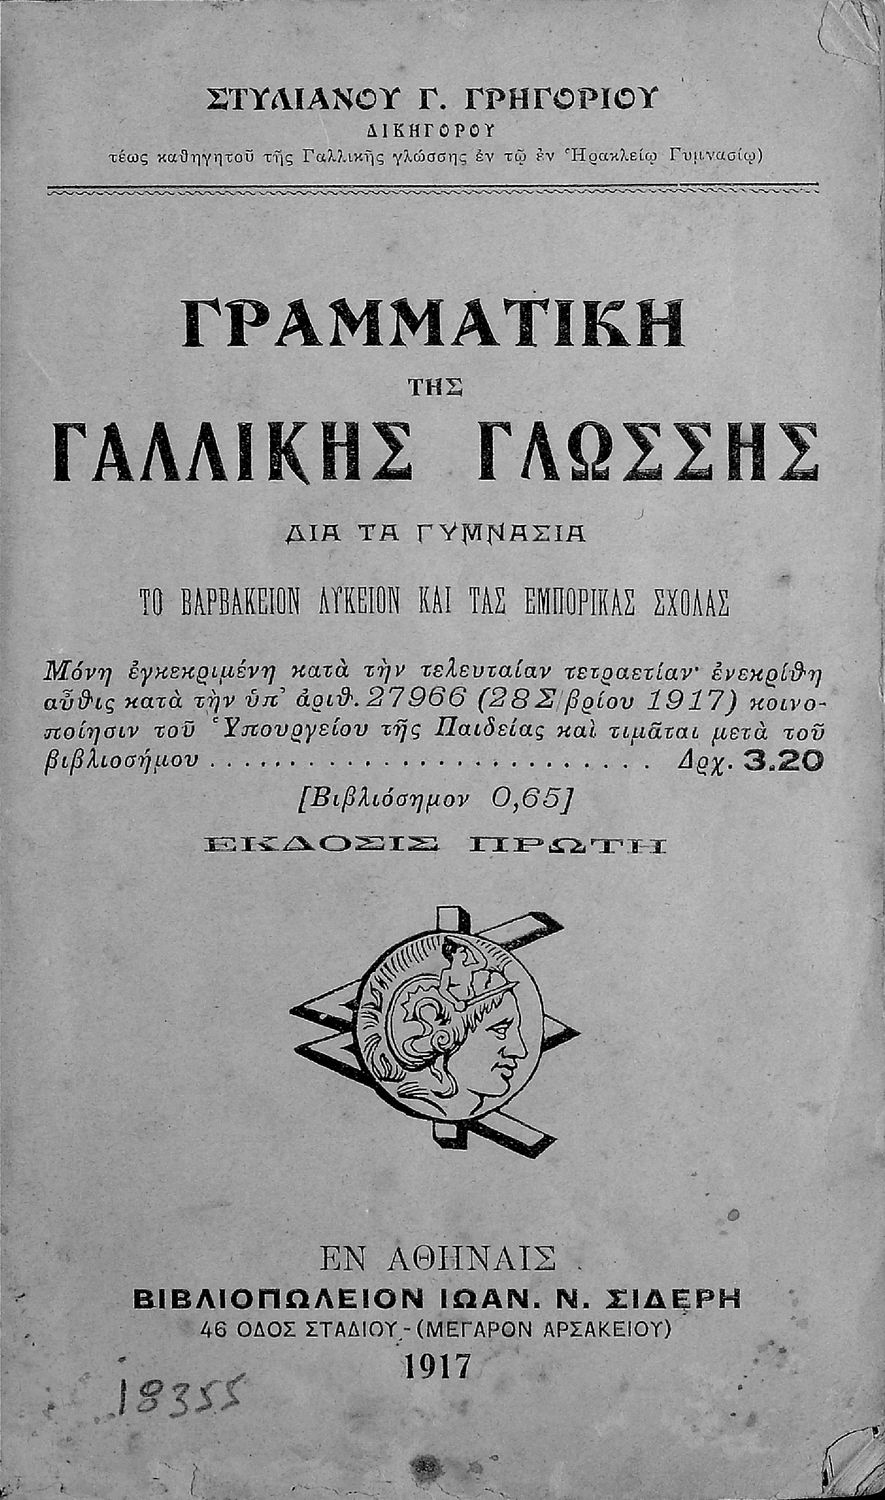 ΣΤΥΛΙΑΝΟΥ Γ. ΓΡΗΓΟΡΙΟΥ
ΔΙΚΗΓΟΡΟΥ
τέως καθηγητοῦ τῆς Γαλλικῆς γλώσσης ἐν τῷ ἐν Ἡρακλείῳ Γυμνασίῳ)
ΓΡΑΜΜΑΤΙΚΗ
ΤΗΣ
ΓΑΛΛΙΚΗΣ ΓΛΩΣΣΗΣ
ΔΙΑ ΤΑ ΓΥΜΝΑΣΙΑ
ΤΟ ΒΑΡΒΑΚΕΙΟΝ ΛΥΚΕΙΟΝ ΚΑΙ ΤΑΣ ΕΜΠΟΡΙΚΑΣ ΣΧΟΛΑΣ
Μόνη ἐγκεκριμένη κατὰ τὴν τελευταίαν τετραετίαν· ἐνεκρίθη
αὖθις κατὰ τὴν ὑπ' ἀριθ. 27966 (28 Σ/βρίου 1917) κοινο-
ποίησιν τοῦ Ὑπουργείου τῆς Παιδείας καὶ τιμᾶται μετὰ τοῦ
βιβλιοσήμου . . . . . . . . . . . . . . . . . . . . . . . . . . . Δρχ. 3.20
[Βιβλιόσημον 0,65]
ΕΚΔΟΣΙΣ ΠΡΩΤΗ
ΕΝ ΑΘΗΝΑΙΣ
ΒΙΒΛΙΟΠΩΛΕΙΟΝ ΙΩΑΝ. Ν. ΣΙΔΕΡΗ
46 ΟΔΟΣ ΣΤΑΔΙΟΥ - (ΜΕΓΑΡΟΝ ΑΡΣΑΚΕΙΟΥ)
1917
18355